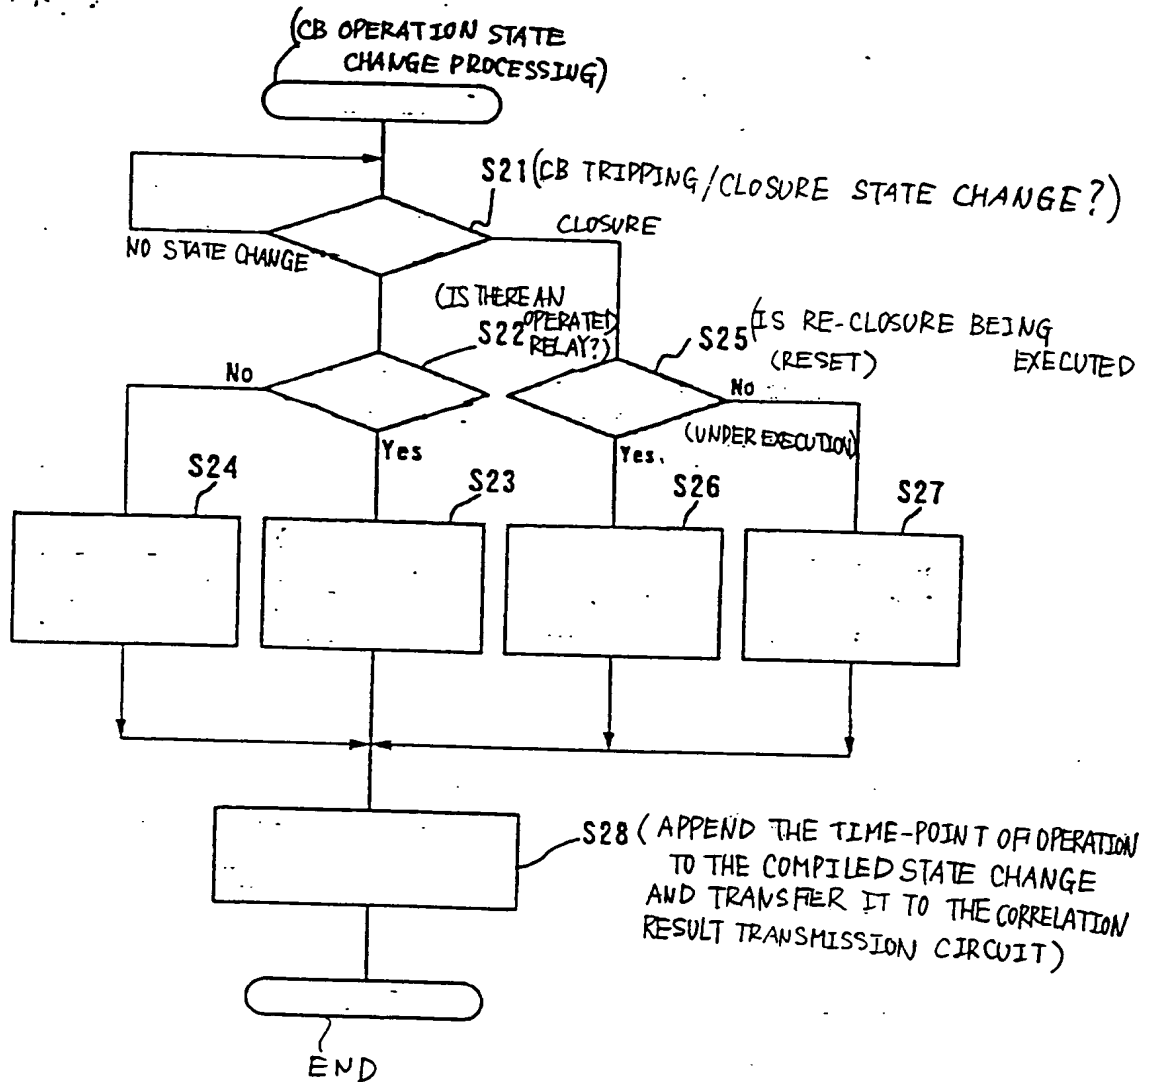 (CB OPERATION STATE
CHANGE PROCESSING)
S21 (CB TRIPPING/CLOSURE STATE CHANGE?)
CLOSURE
NO STATE CHANGE
(IS THERE AN
S22 OPERATED
RELAY?)
S25 (IS RE-CLOSURE BEING
(RESET) EXECUTED
No
No
(UNDER EXECUTION)
Yes
Yes.
S24
S23
S26
S27
S28 (APPEND THE TIME-POINT OF OPERATION
TO THE COMPILED STATE CHANGE
AND TRANSFER IT TO THE CORRELATION
RESULT TRANSMISSION CIRCUIT)
END